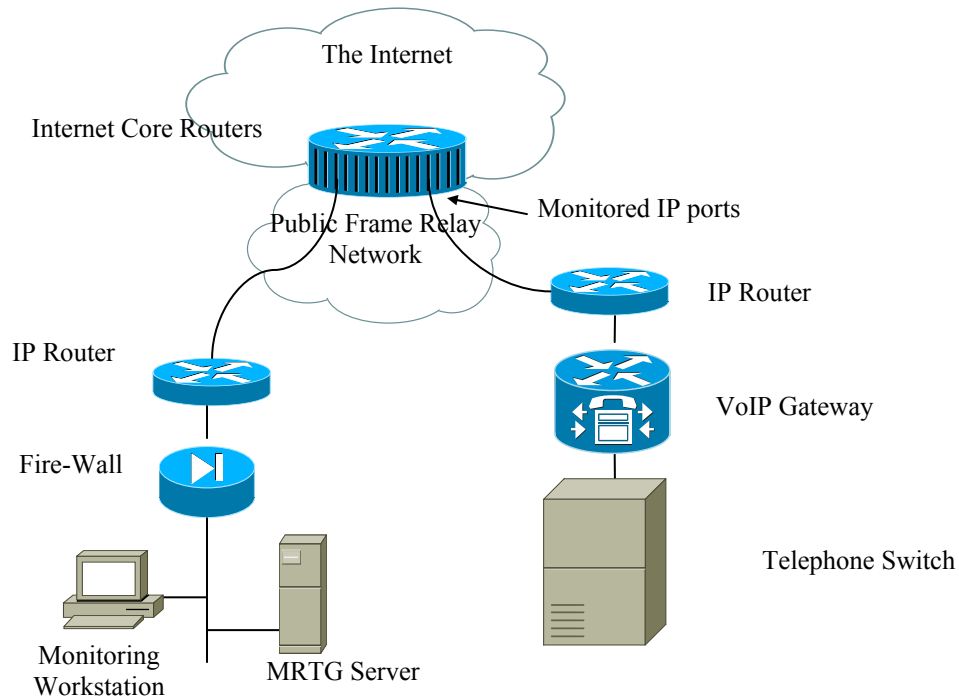 The Internet
Internet Core Routers
Monitored IP ports
Public Frame Relay
Network
IP Router
IP Router
VoIP Gateway
Fire-Wall
Telephone Switch
Monitoring
Workstation
MRTG Server